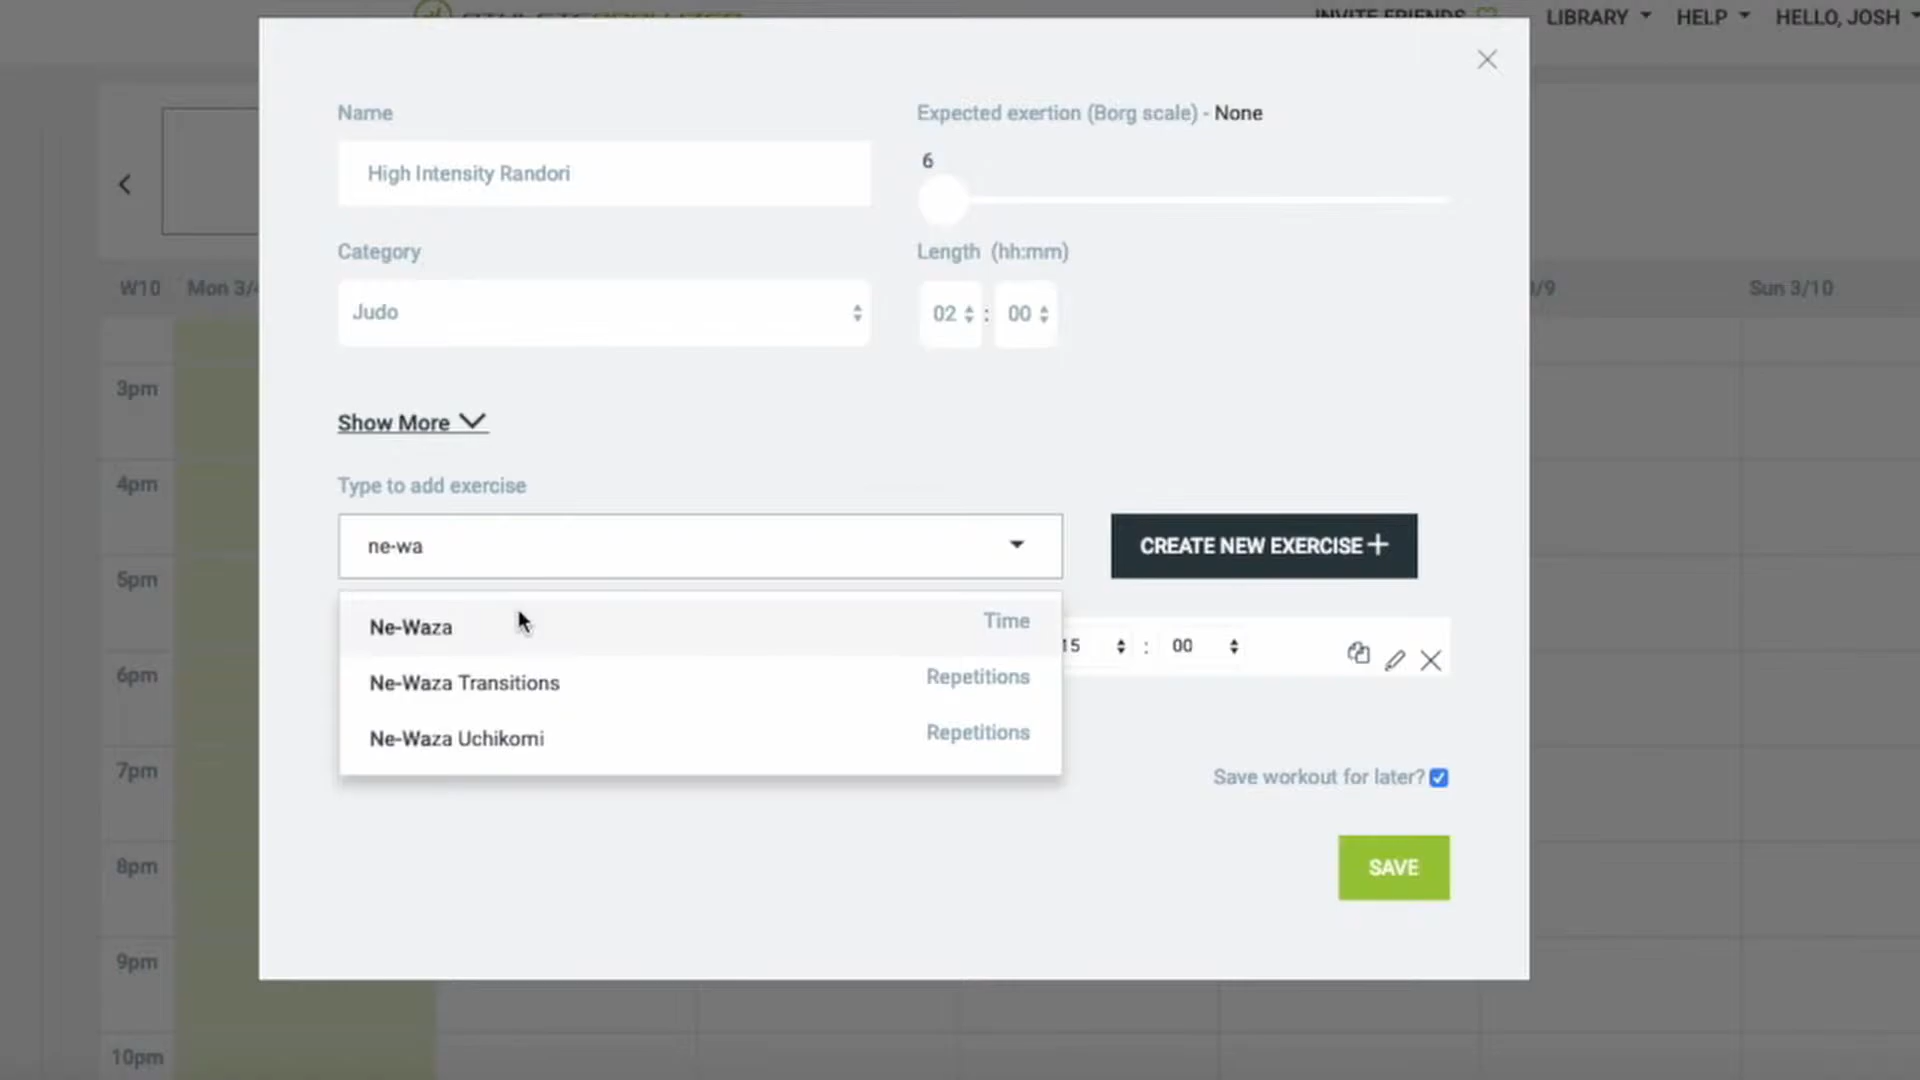 INVITE FRIENDS
LIBRARY
HELP
HELLO, JOSH
Name
Expected exertion (Borg scale) - None
High Intensity Randori
6
Category
Length (hh:mm)
Judo
02 : 00
W10
Mon 3/4
/9
Sun 3/10
3pm
Show More
4pm
Type to add exercise
ne-wa
CREATE NEW EXERCISE
5pm
Ne-Waza
Time
15 : 00
6pm
Ne-Waza Transitions
Repetitions
Ne-Waza Uchikomi
Repetitions
7pm
Save workout for later?
8pm
SAVE
9pm
10pm